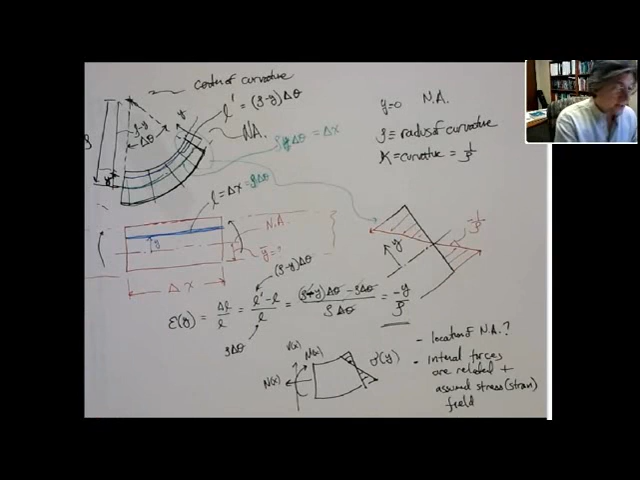 center of curvature
l' = (ρ-y)Δθ
y
N.A.
ρ
ρ-y
Δθ
ρΔθ = Δx
y=0 N.A.
ρ ≡ radius of curvature
K = curvature = 1/ρ
l = Δx = ρΔθ
y
N.A.
ȳ = ?
Δx
y
-1/ρ
(ρ-y)Δθ
ε(y) = Δl/l = l'-l/l = (ρ-y)Δθ - ρΔθ/ρΔθ = -y/ρ
ρΔθ
- location of N.A.?
- Internal forces
are related +
assumed stress (strain)
field
V(x)
M(x)
N(x)
σ(y)